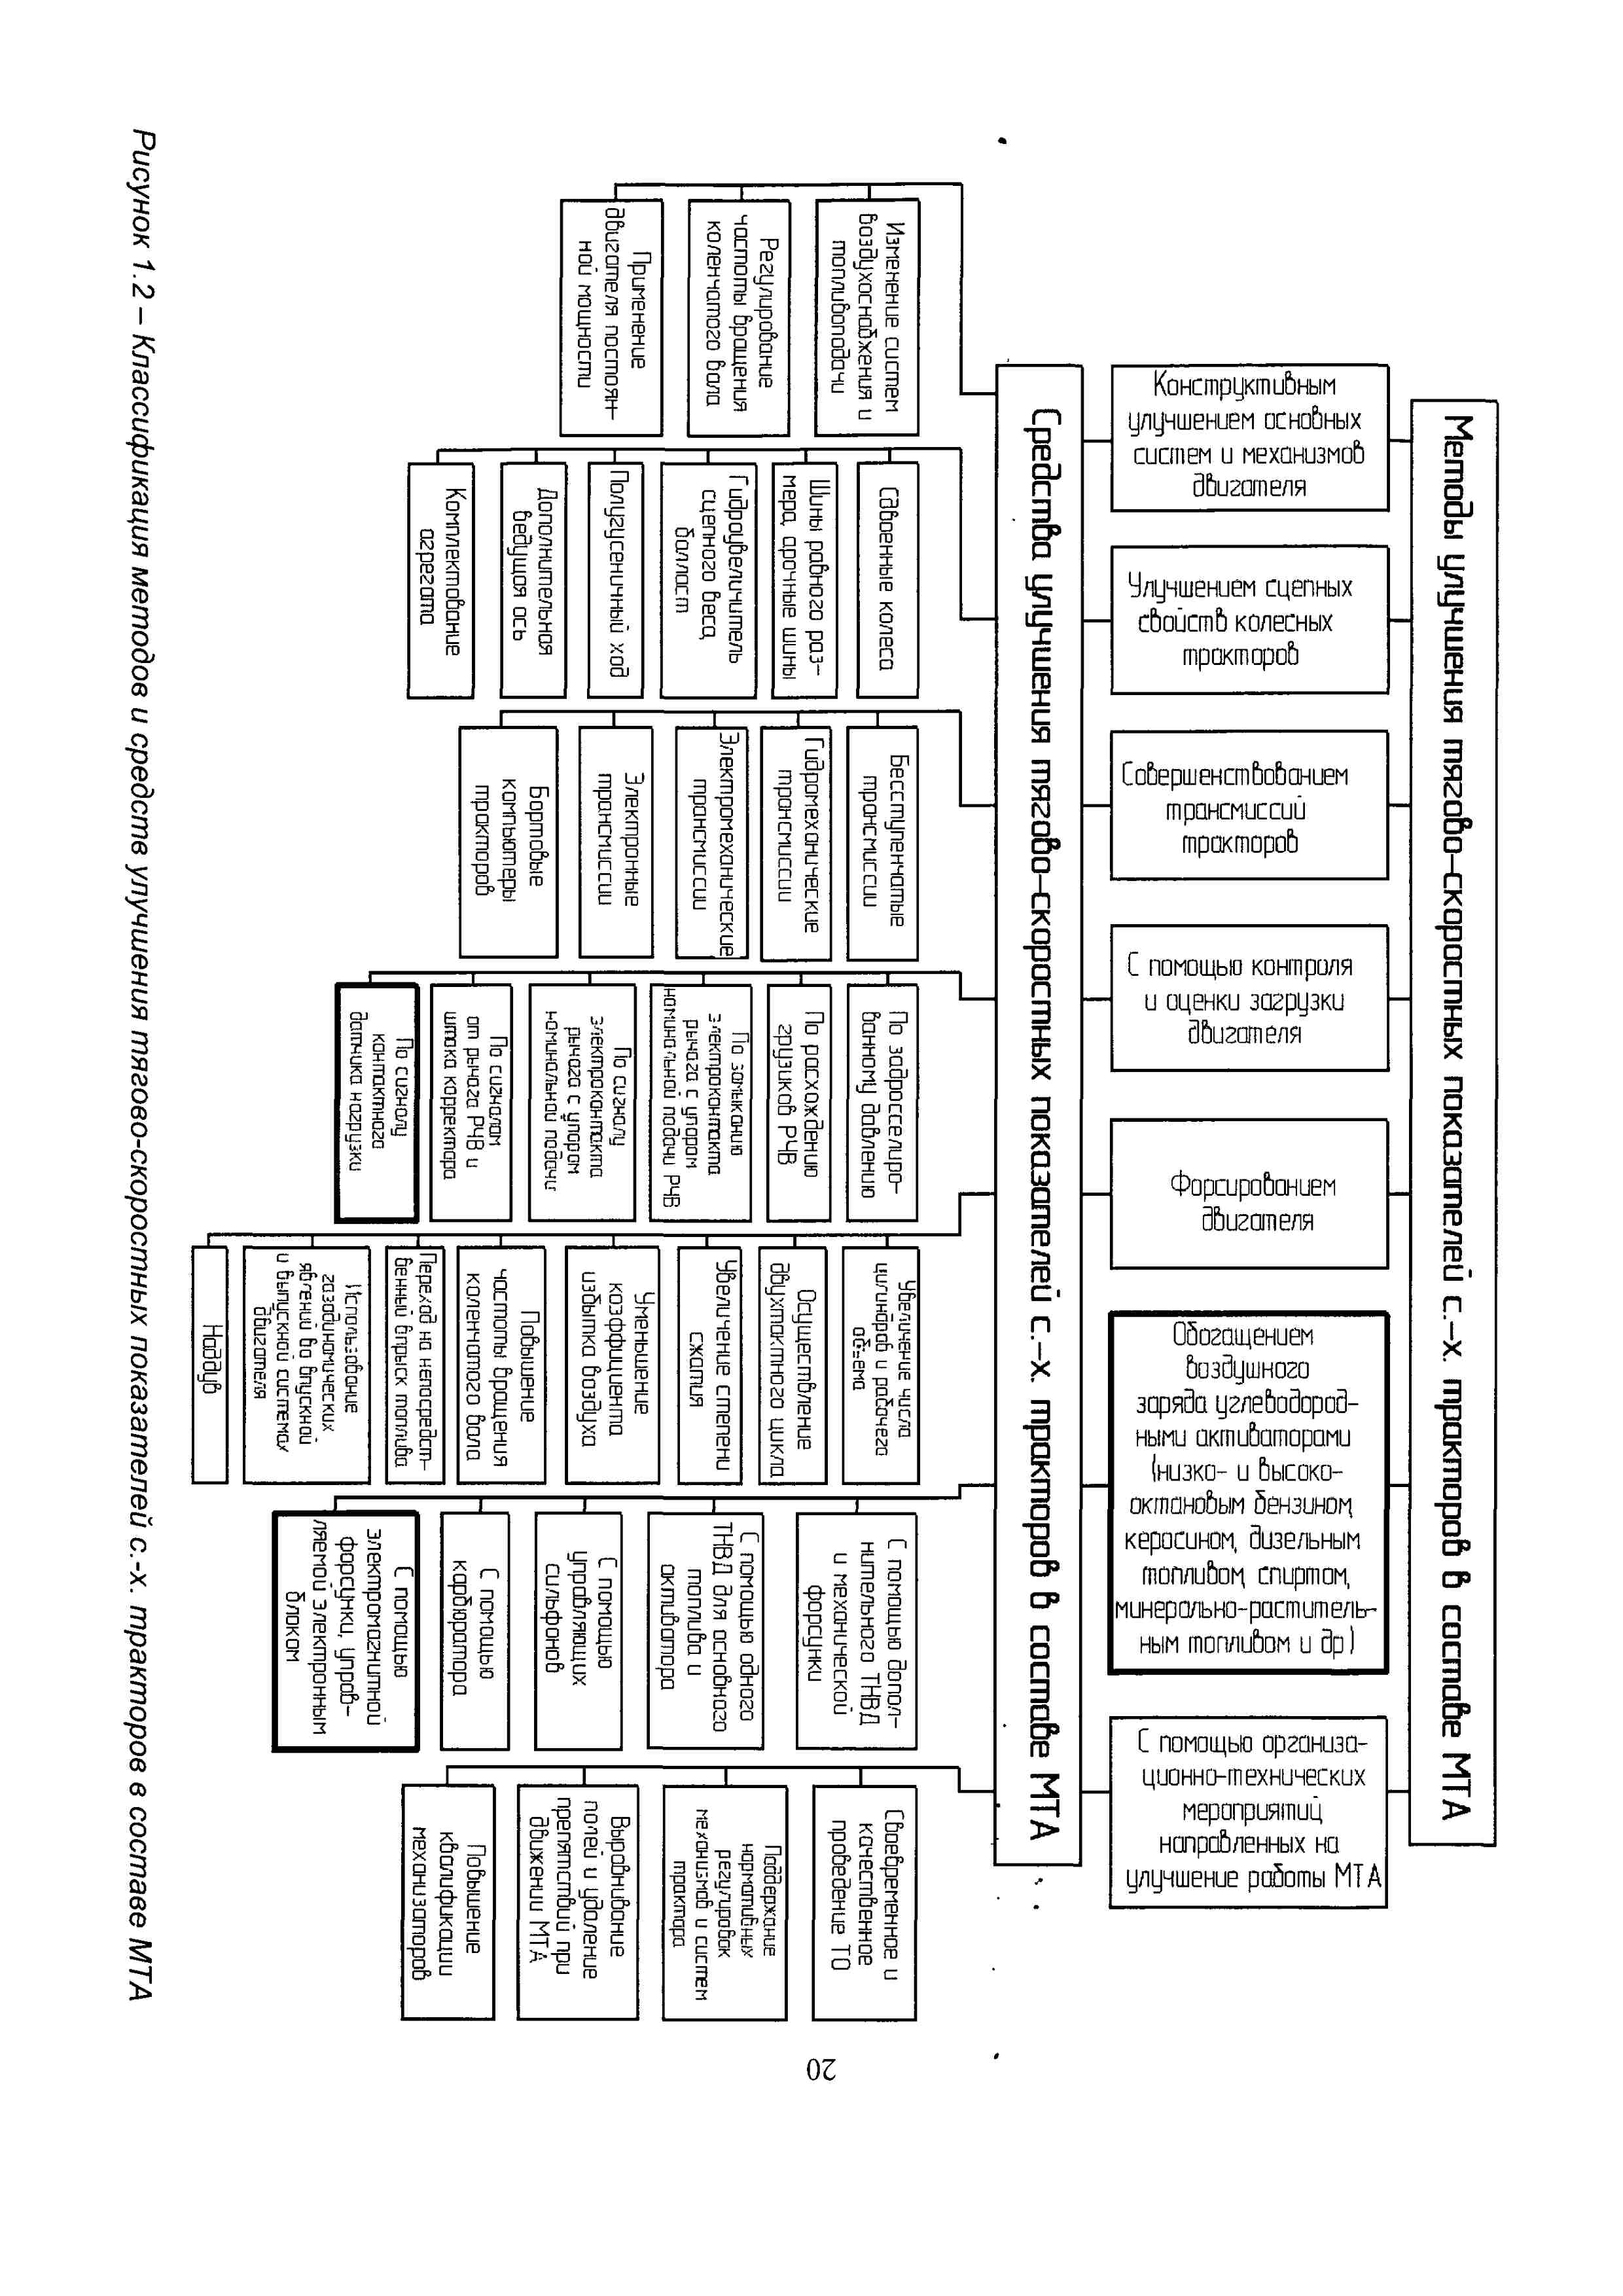 Методы улучшения тягово-скоростных показателей с.-х. тракторов в составе МТА
Конструктивным
улучшением основных
систем и механизмов
двигателя
Улучшением сцепных
свойств колесных
тракторов
Совершенствованием
трансмиссий
тракторов
С помощью контроля
и оценки загрузки
двигателя
Форсированием
двигателя
Обогащением
воздушного
заряда углеводород-
ными активаторами
(низко- и высоко-
октановым бензином,
керосином, дизельным
топливом, спиртом,
минерально-раститель-
ным топливом и др.)
С помощью организа-
ционно-технических
мероприятий
направленных на
улучшение работы МТА
Средства улучшения тягово-скоростных показателей с.-х. тракторов в составе МТА
Изменение систем
воздухоснабжения и
топливоподачи
Регулирование
частоты вращения
коленчатого вала
Применение
двигателя постоян-
ной мощности
Сдвоенные колеса
Шины равного раз-
мера, арочные шины
Гидроувеличитель
сцепного веса,
балласт
Полугусеничный ход
Дополнительная
ведущая ось
Комплектование
агрегата
Бесступенчатые
трансмиссии
Гидромеханические
трансмиссии
Электромеханические
трансмиссии
Электронные
трансмиссии
Бортовые
компьютеры
тракторов
По задросселиро-
ванному давлению
По расхождению
грузиков РЧВ
По замыканию
электроконтакта
рычага с упором
номинальной подачи РЧВ
По сигналу
электроконтакта
рычага с упором
номинальной подачи
По сигналам
от рычага РЧВ и
штока корректора
По сигналу
контактного
датчика нагрузки
Увеличение числа
цилиндров и рабочего
объема
Осуществление
двухтактного цикла
Увеличение степени
сжатия
Уменьшение
коэффициента
избытка воздуха
Повышение
частоты вращения
коленчатого вала
Переход на непосредст-
венный впрыск топлива
Использование
газодинамических
явлений во впускной
и выпускной системах
двигателя
Наддув
С помощью допол-
нительного ТНВД
и механической
форсунки
С помощью одного
ТНВД для основного
топлива и
активатора
С помощью
управляющих
сильфонов
С помощью
карбюратора
С помощью
электромагнитной
форсунки, управ-
ляемой электронным
блоком
Своевременное и
качественное
проведение ТО
Поддержание
нормативных
регулировок
механизмов и систем
трактора
Выравнивание
полей и удаление
препятствий при
движении МТА
Повышение
квалификации
механизаторов
Рисунок 1.2 – Классификация методов и средств улучшения тягово-скоростных показателей с.-х. тракторов в составе МТА
20